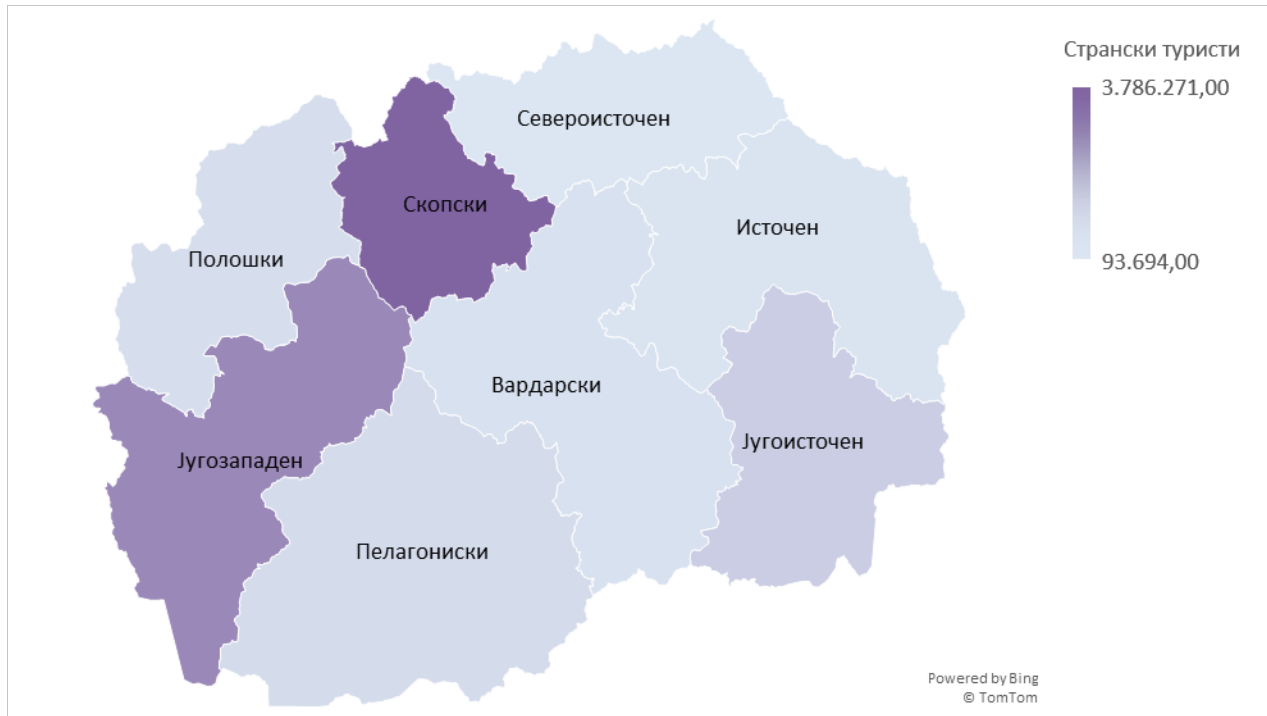 Странски туристи
3.786.271,00
93.694,00
Североисточен
Скопски
Источен
Полошки
Вардарски
Југоисточен
Југозападен
Пелагониски
Powered by Bing
© TomTom